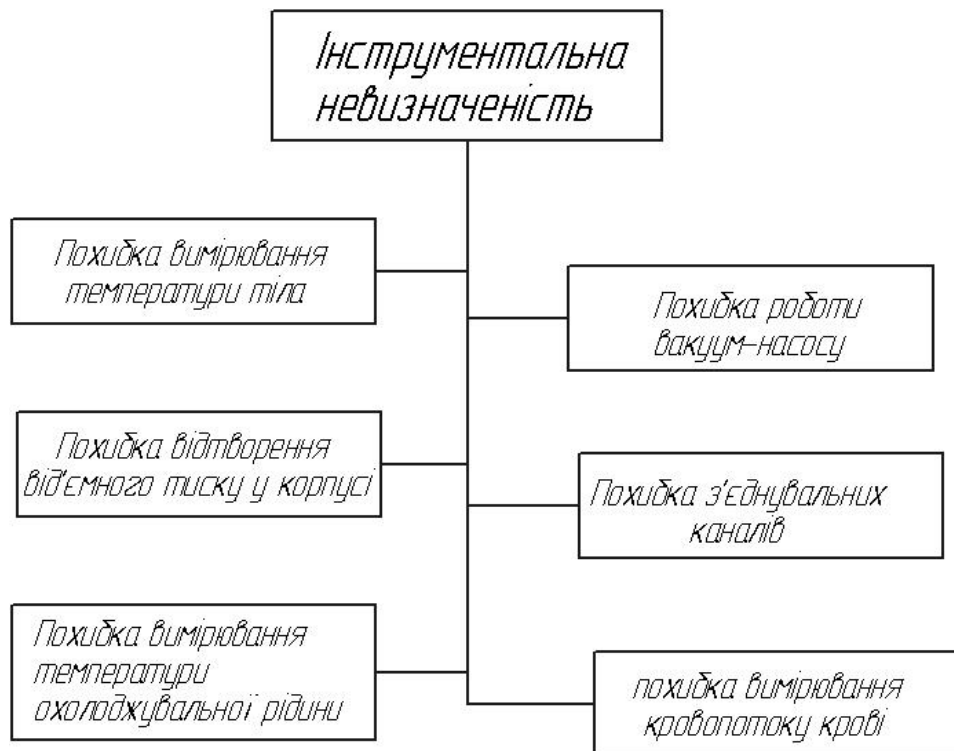 Інструментальна
невизначеність
Похибка вимірювання
температури тіла
Похибка роботи
вакуум-насосу
Похибка відтворення
від'ємного тиску у корпусі
Похибка з'єднувальних
каналів
Похибка вимірювання
температури
охолоджувальної рідини
похибка вимірювання
кровопотоку крові